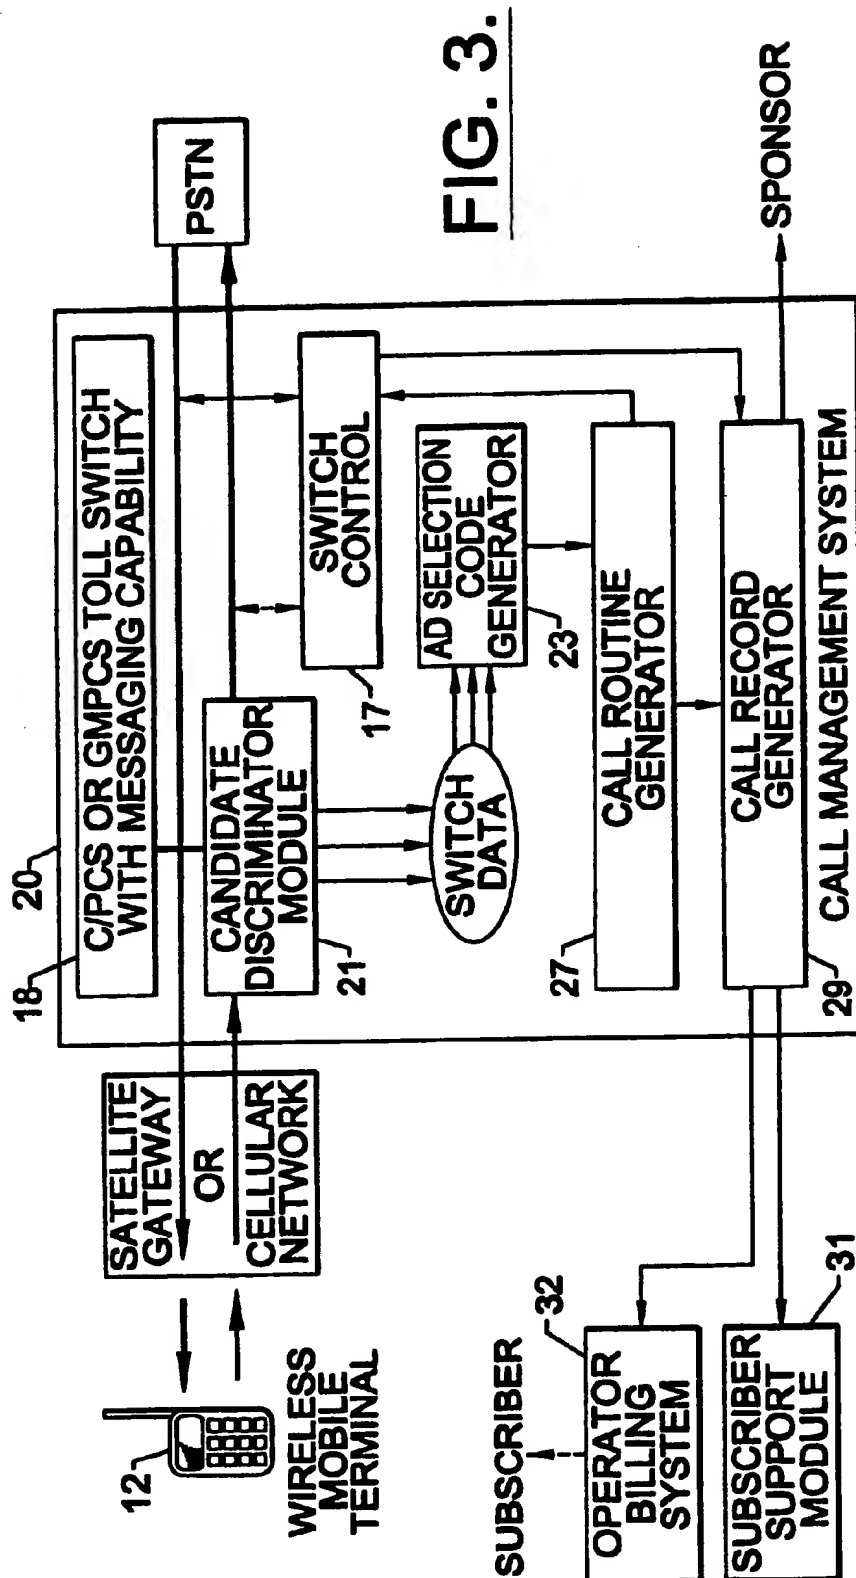 FIG. 3.
20
18
C/PCS OR GMPCS TOLL SWITCH
WITH MESSAGING CAPABILITY
PSTN
SATELLITE
GATEWAY
OR
CELLULAR
NETWORK
12
WIRELESS
MOBILE
TERMINAL
CANDIDATE
DISCRIMINATOR
MODULE
21
SWITCH
CONTROL
17
SWITCH
DATA
AD SELECTION
CODE
GENERATOR
23
CALL ROUTINE
GENERATOR
27
CALL RECORD
GENERATOR
29
CALL MANAGEMENT SYSTEM
SPONSOR
SUBSCRIBER
32
OPERATOR
BILLING
SYSTEM
SUBSCRIBER
SUPPORT
MODULE
31